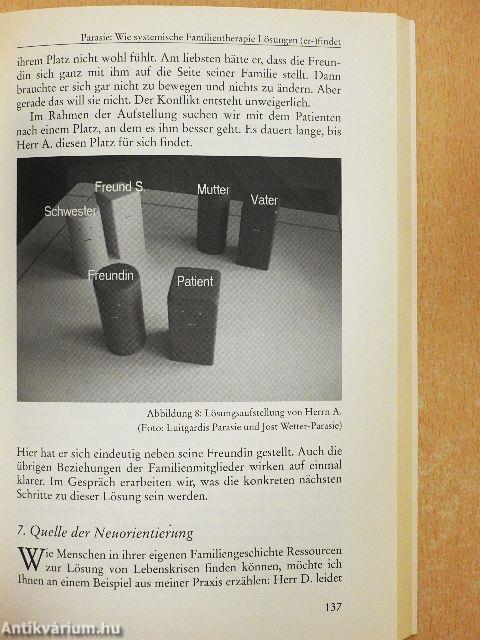 Parasie: Wie systemische Familientherapie Lösungen (er-)findet
ihrem Platz nicht wohl fühlt. Am liebsten hätte er, dass die Freun-
din sich ganz mit ihm auf die Seite seiner Familie stellt. Dann
brauchte er sich gar nicht zu bewegen und nichts zu ändern. Aber
gerade das will sie nicht. Der Konflikt entsteht unweigerlich.
Im Rahmen der Aufstellung suchen wir mit dem Patienten
nach einem Platz, an dem es ihm besser geht. Es dauert lange, bis
Herr A. diesen Platz für sich findet.
Freund S.
Mutter
Vater
Schwester
Freundin
Patient
Abbildung 8: Lösungsaufstellung von Herrn A.
(Foto: Luitgardis Parasie und Jost Wetter-Parasie)
Hier hat er sich eindeutig neben seine Freundin gestellt. Auch die
übrigen Beziehungen der Familienmitglieder wirken auf einmal
klarer. Im Gespräch erarbeiten wir, was die konkreten nächsten
Schritte zu dieser Lösung sein werden.
7. Quelle der Neuorientierung
Wie Menschen in ihrer eigenen Familiengeschichte Ressourcen
zur Lösung von Lebenskrisen finden können, möchte ich
Ihnen an einem Beispiel aus meiner Praxis erzählen: Herr D. leidet
137
Antikvárium.hu